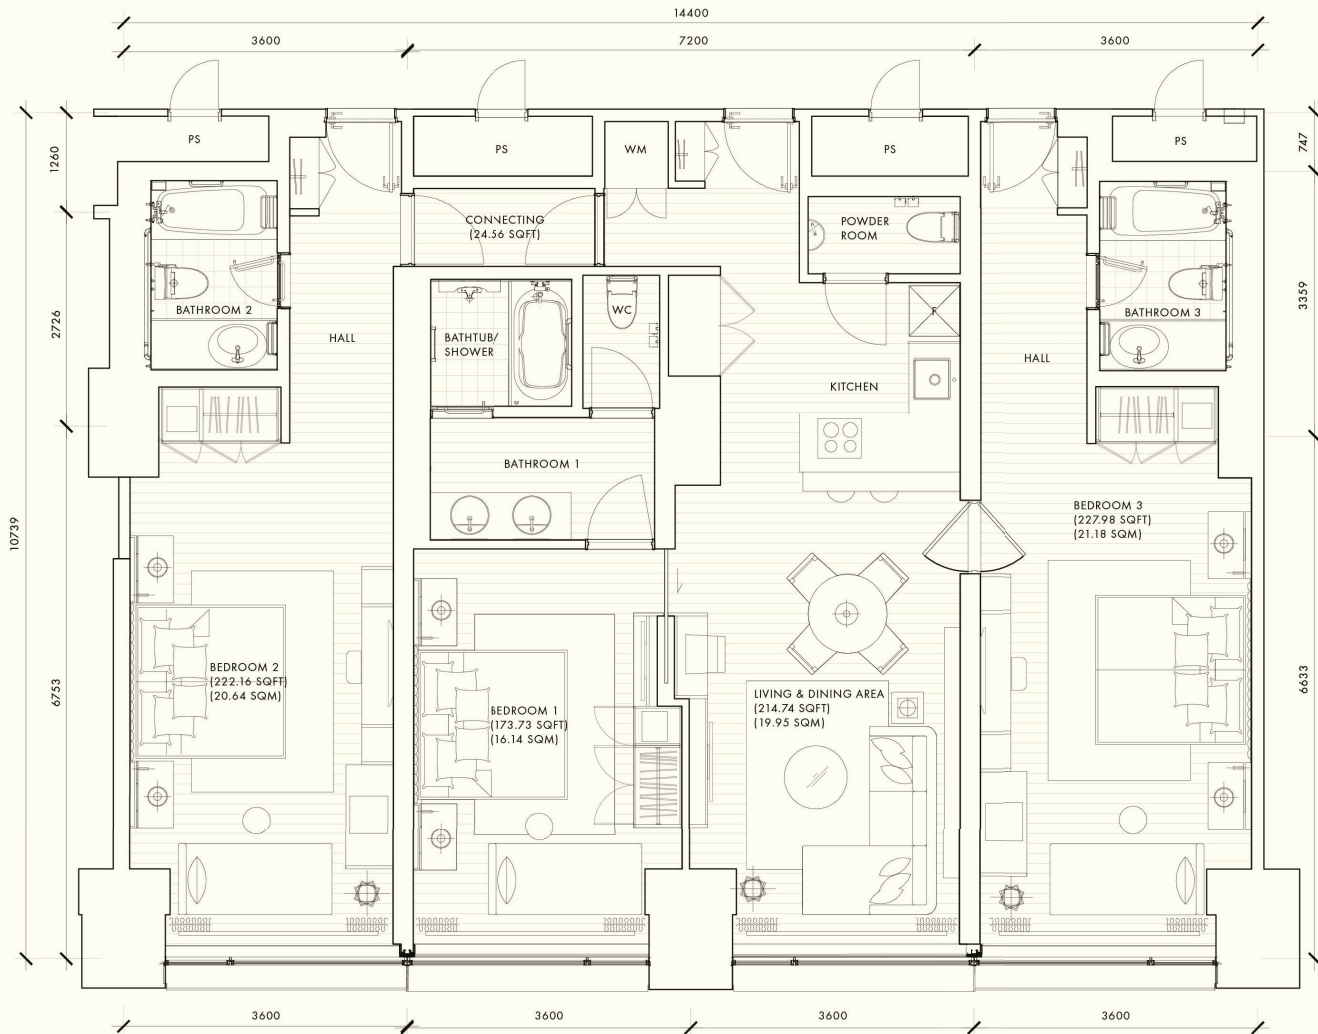 14400
3600
7200
3600
PS
PS
WM
PS
PS
1260
747
CONNECTING
(24.56 SQFT)
POWDER
ROOM
BATHROOM 2
WC
F
BATHROOM 3
2726
3359
HALL
BATHTUB/
SHOWER
HALL
KITCHEN
BATHROOM 1
10739
BEDROOM 3
(227.98 SQFT)
(21.18 SQM)
6753
6633
BEDROOM 2
(222.16 SQFT)
(20.64 SQM)
BEDROOM 1
(173.73 SQFT)
(16.14 SQM)
LIVING & DINING AREA
(214.74 SQFT)
(19.95 SQM)
3600
3600
3600
3600